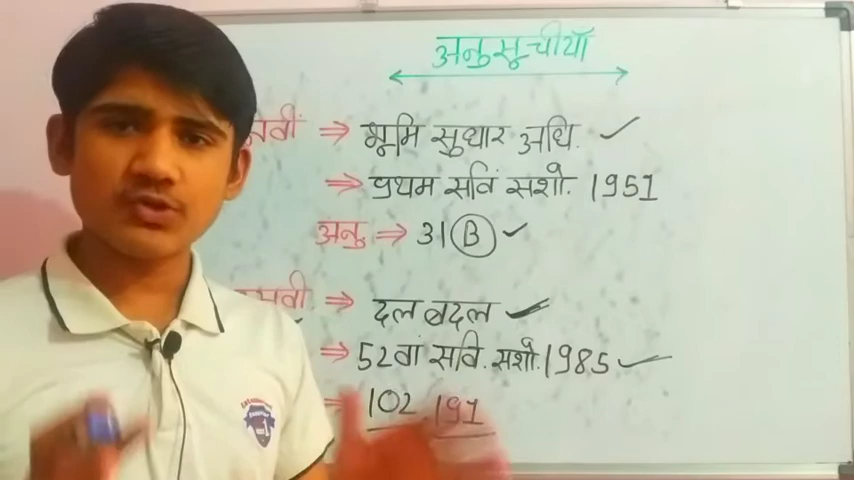 अनुसूचीयाँ
⇒ भूमि सुधार अधि. ✓
⇒ प्रथम सविं सशो. 1951
अनु ⇒ 31 B ✓
⇒ दल बदल ✓
⇒ 52वां सवि. सशो. 1985 ✓
102 191